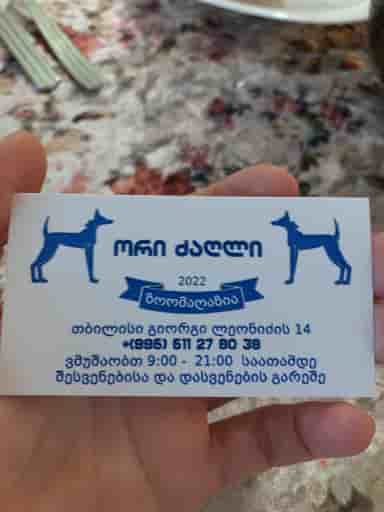 ორი ძაღლი
2022
ზოომაღაზია
თბილისი გიორგი ლეონიძის 14
+(995) 511 27 80 38
ვმუშაობთ 9:00 - 21:00 საათამდე
შესვენებისა და დასვენების გარეშე